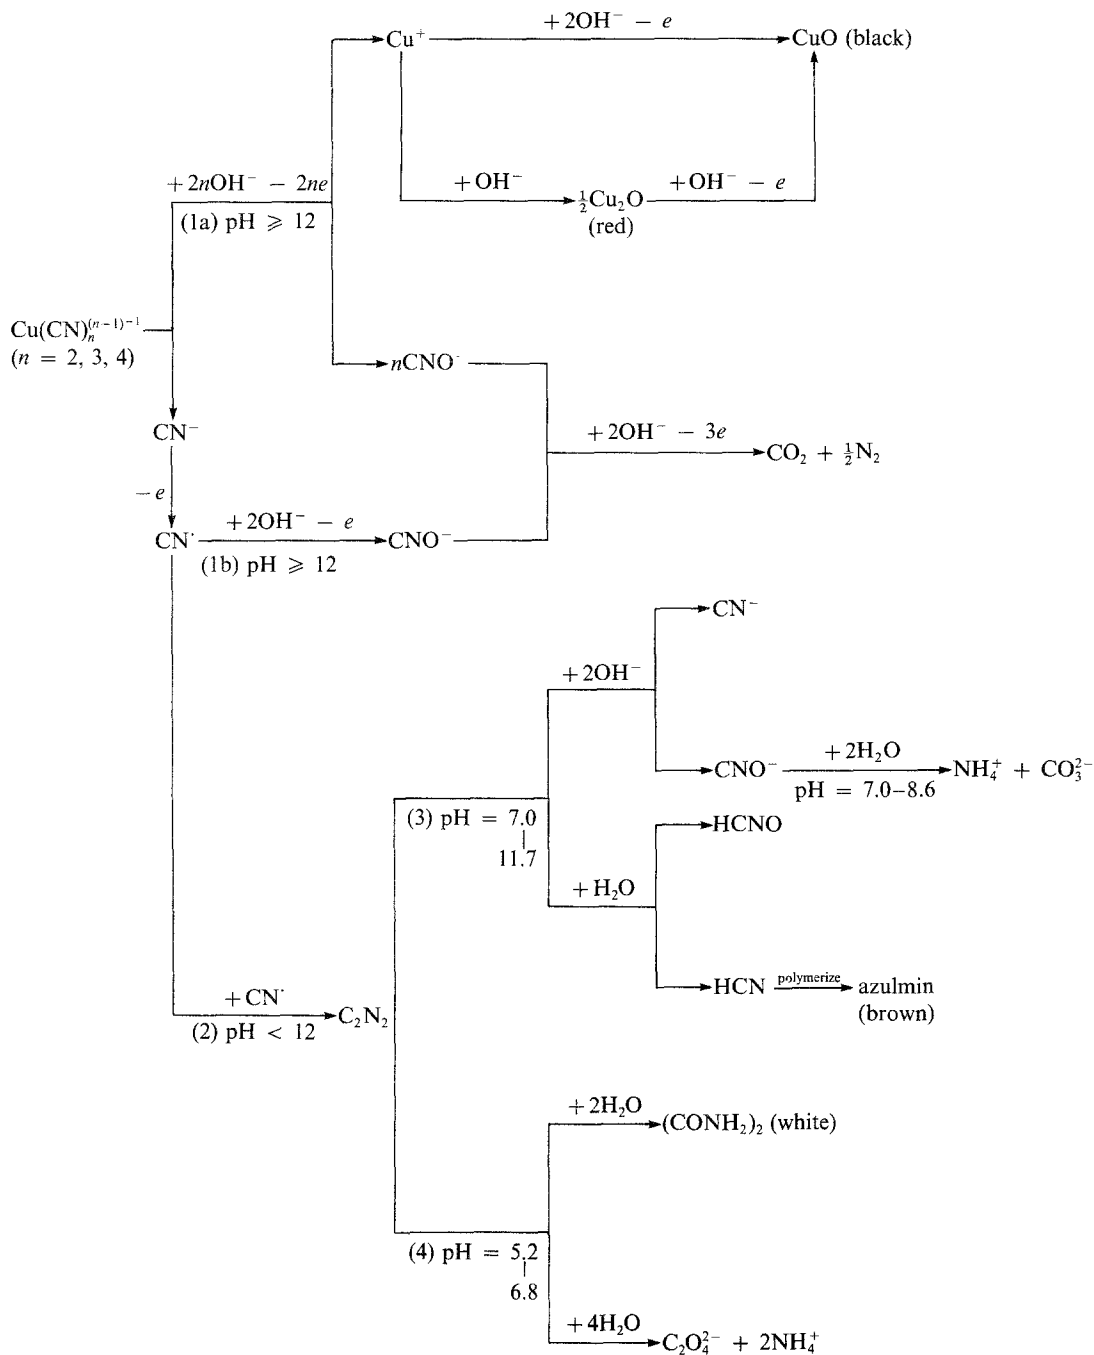 +2OH⁻ − e
Cu⁺
CuO (black)
+2nOH⁻ − 2ne
+OH⁻
+OH⁻ − e
½Cu₂O
(1a) pH ⩾ 12
(red)
Cu(CN)ₙ⁽ⁿ⁻¹⁾⁻¹
(n = 2, 3, 4)
nCNO⁻
CN⁻
+2OH⁻ − 3e
CO₂ + ½N₂
−e
+2OH⁻ − e
CN·
CNO⁻
(1b) pH ⩾ 12
CN⁻
+2OH⁻
+2H₂O
CNO⁻
NH₄⁺ + CO₃²⁻
pH = 7.0–8.6
(3) pH = 7.0
HCNO
11.7
+H₂O
polymerize
HCN
azulmin
+CN·
(brown)
C₂N₂
(2) pH < 12
+2H₂O
(CONH₂)₂ (white)
(4) pH = 5.2
6.8
+4H₂O
C₂O₄²⁻ + 2NH₄⁺